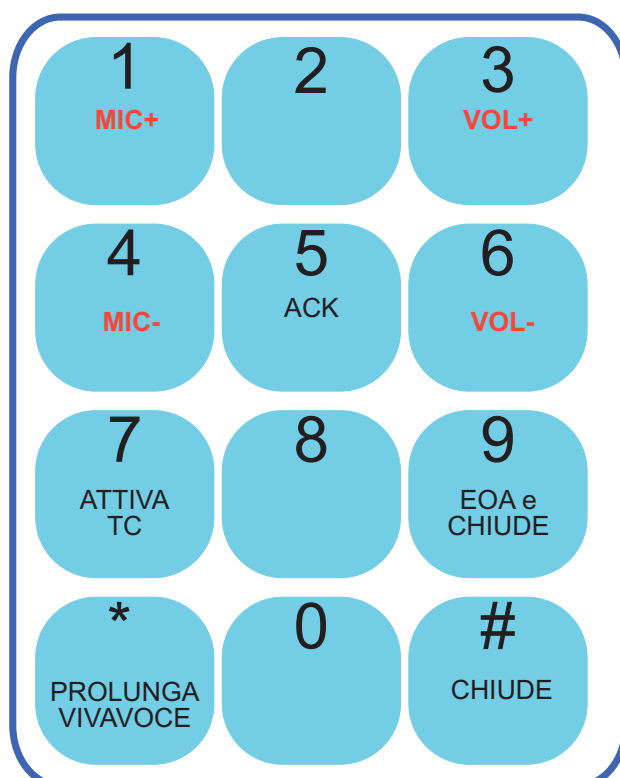 1 2 3
MIC+ VOL+
4 5 6
ACK
MIC- VOL-
7 8 9
ATTIVA EOA e
TC CHIUDE
* 0 #
PROLUNGA CHIUDE
VIVAVOCE